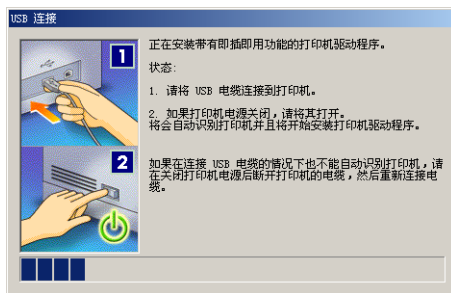 USB 连接
正在安装带有即插即用功能的打印机驱动程序。
状态:
1. 请将 USB 电缆连接到打印机。
2. 如果打印机电源关闭，请将其打开。
将会自动识别打印机并且将开始安装打印机驱动程序。
如果在连接 USB 电缆的情况下也不能自动识别打印机，请
在关闭打印机电源后断开打印机的电缆，然后重新连接电
缆。
1
2